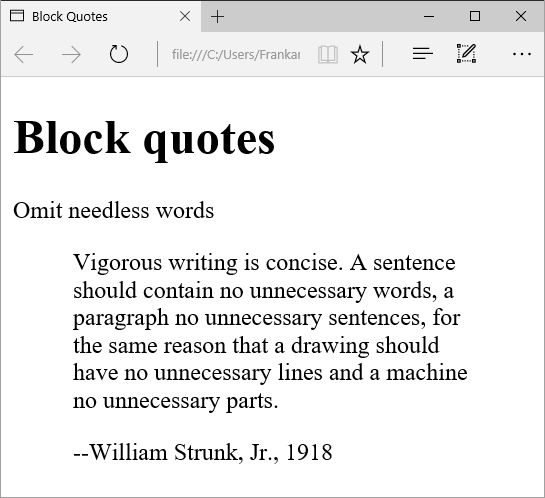 Block Quotes
file:///C:/Users/Franka
Block quotes
Omit needless words
Vigorous writing is concise. A sentence
should contain no unnecessary words, a
paragraph no unnecessary sentences, for
the same reason that a drawing should
have no unnecessary lines and a machine
no unnecessary parts.
--William Strunk, Jr., 1918